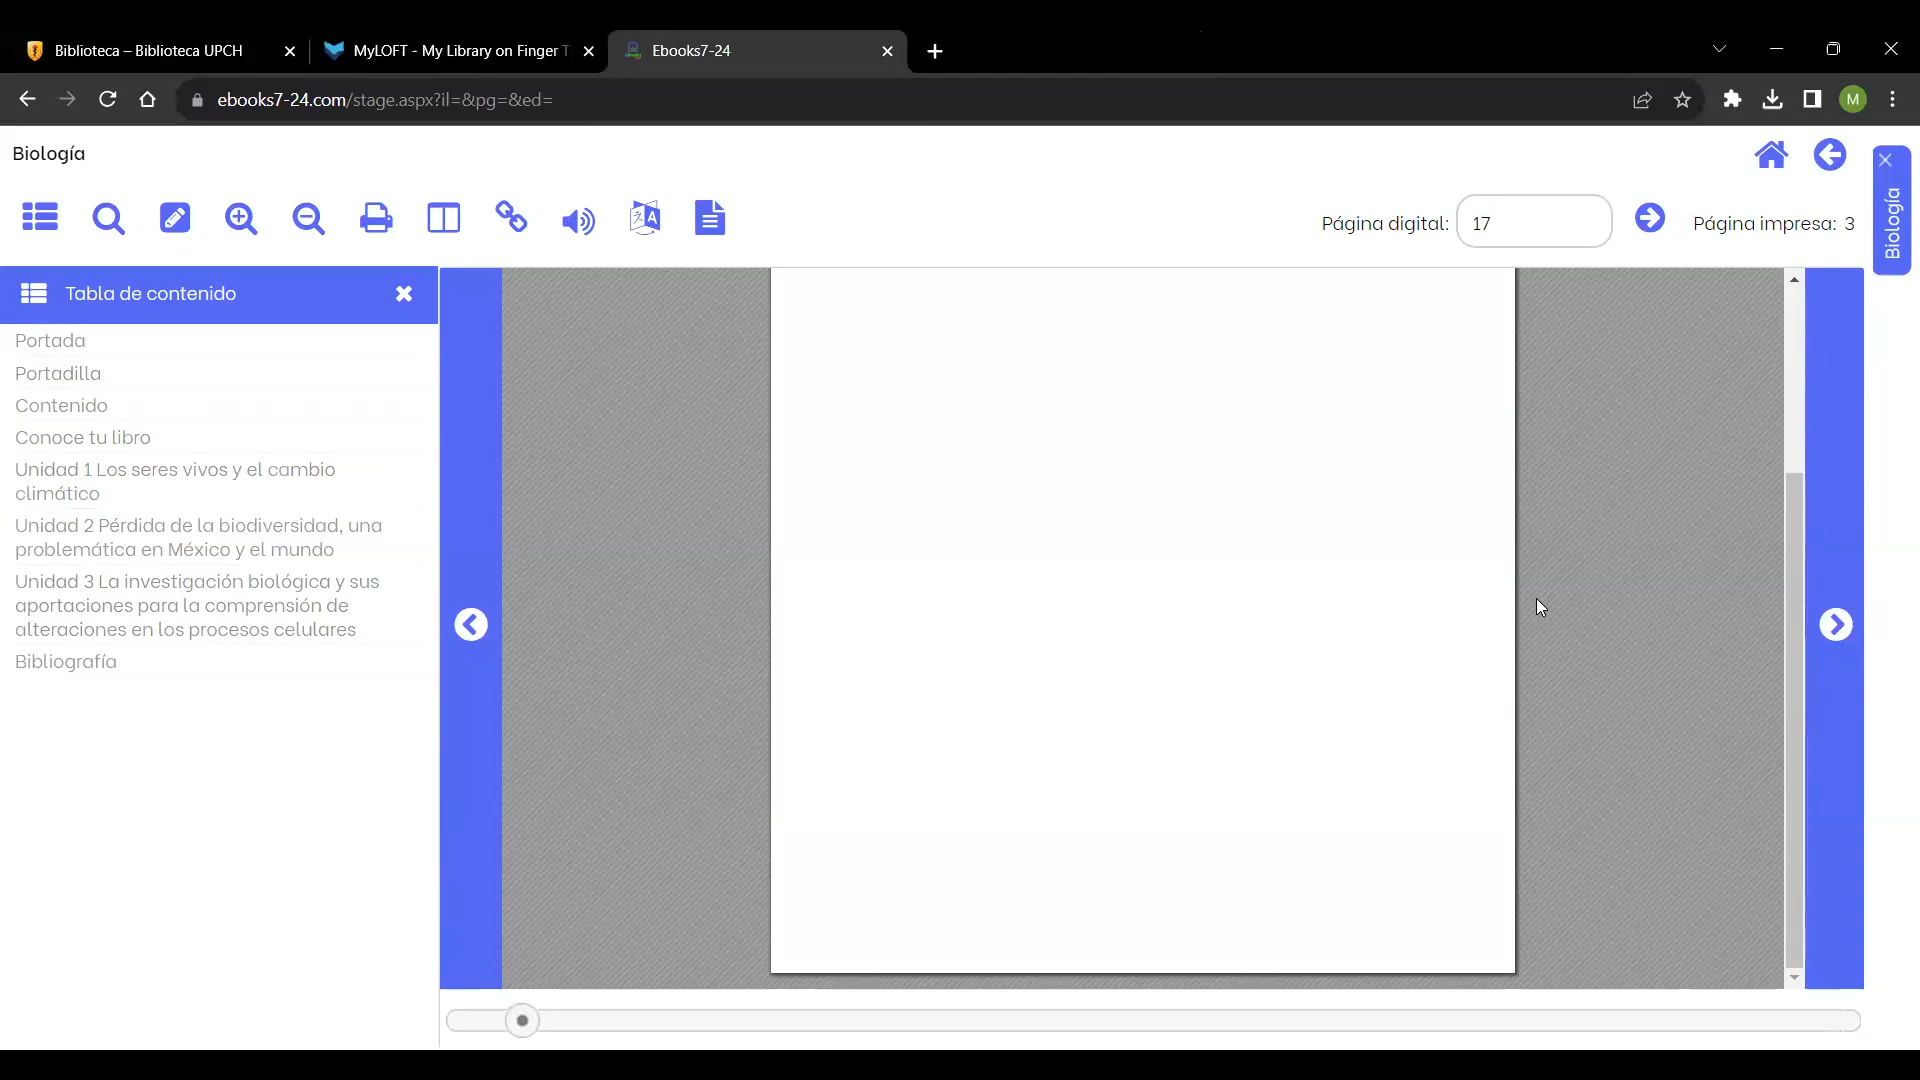 Biblioteca – Biblioteca UPCH
MyLOFT - My Library on Finger T
Ebooks7-24
ebooks7-24.com/stage.aspx?il=&pg=&ed=
M
Biología
Página digital: 17
Página impresa: 3
Biología
Tabla de contenido
Portada
Portadilla
Contenido
Conoce tu libro
Unidad 1 Los seres vivos y el cambio
climático
Unidad 2 Pérdida de la biodiversidad, una
problemática en México y el mundo
Unidad 3 La investigación biológica y sus
aportaciones para la comprensión de
alteraciones en los procesos celulares
Bibliografía